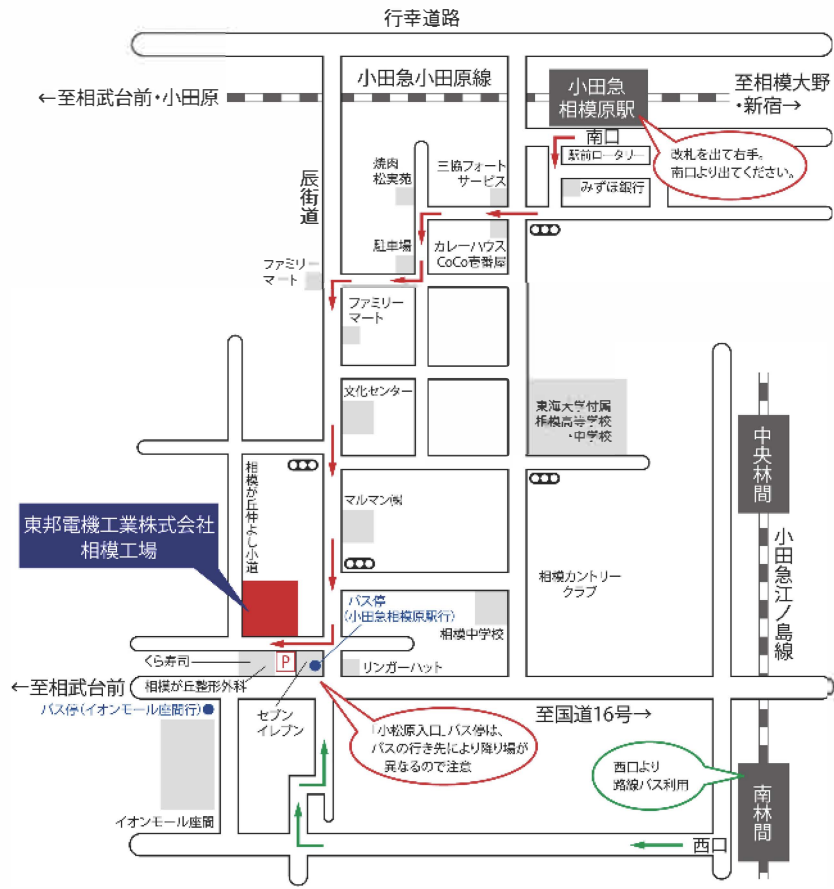 行幸道路
小田急小田原線
←至相武台前・小田原
小田急
相模原駅
至相模大野
・新宿→
南口
駅前ロータリー
改札を出て右手。
南口より出てください。
みずほ銀行
焼肉
松実苑
三協フォート
サービス
辰街道
駐車場
カレーハウス
CoCo壱番屋
ファミリー
マート
ファミリー
マート
文化センター
東海大学付属
相模高等学校
・中学校
中央林間
相模が丘仲よし小道
マルマン㈱
東邦電機工業株式会社
相模工場
小田急江ノ島線
相模カントリー
クラブ
バス停
(小田急相模原駅行)
相模中学校
くら寿司
P
リンガーハット
←至相武台前
相模が丘整形外科
バス停(イオンモール座間行)
セブン
イレブン
至国道16号→
「小松原入口」バス停は、
バスの行き先により降り場が
異なるので注意
西口より
路線バス利用
南林間
イオンモール座間
西口